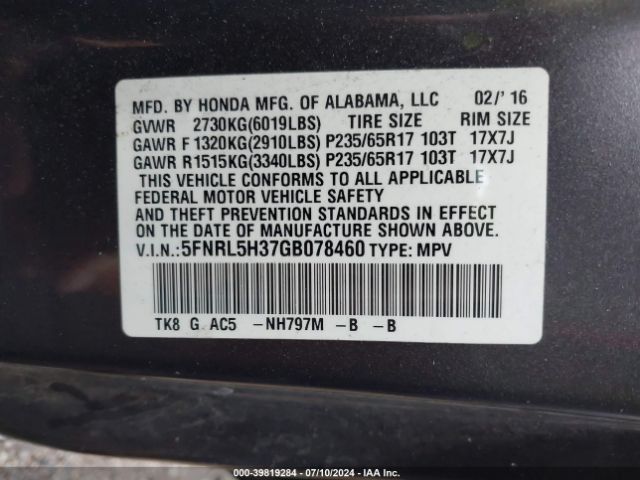 MFD. BY HONDA MFG. OF ALABAMA, LLC 02/' 16
GVWR 2730KG(6019LBS) TIRE SIZE RIM SIZE
GAWR F 1320KG(2910LBS) P235/65R17 103T 17X7J
GAWR R1515KG(3340LBS) P235/65R17 103T 17X7J
THIS VEHICLE CONFORMS TO ALL APPLICABLE
FEDERAL MOTOR VEHICLE SAFETY
AND THEFT PREVENTION STANDARDS IN EFFECT
ON THE DATE OF MANUFACTURE SHOWN ABOVE.
V.I.N.:5FNRL5H37GB078460 TYPE: MPV
TK8 G AC5 -NH797M -B -B
000-39819284 / 07/10/2024 - IAA Inc.